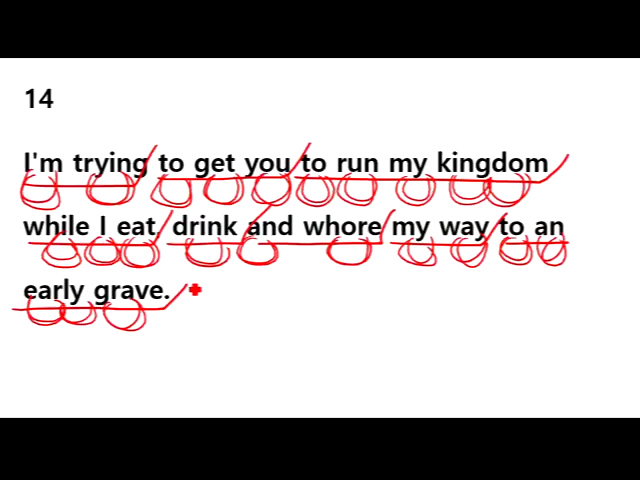 14
I'm trying to get you to run my kingdom
while I eat, drink and whore my way to an
early grave.